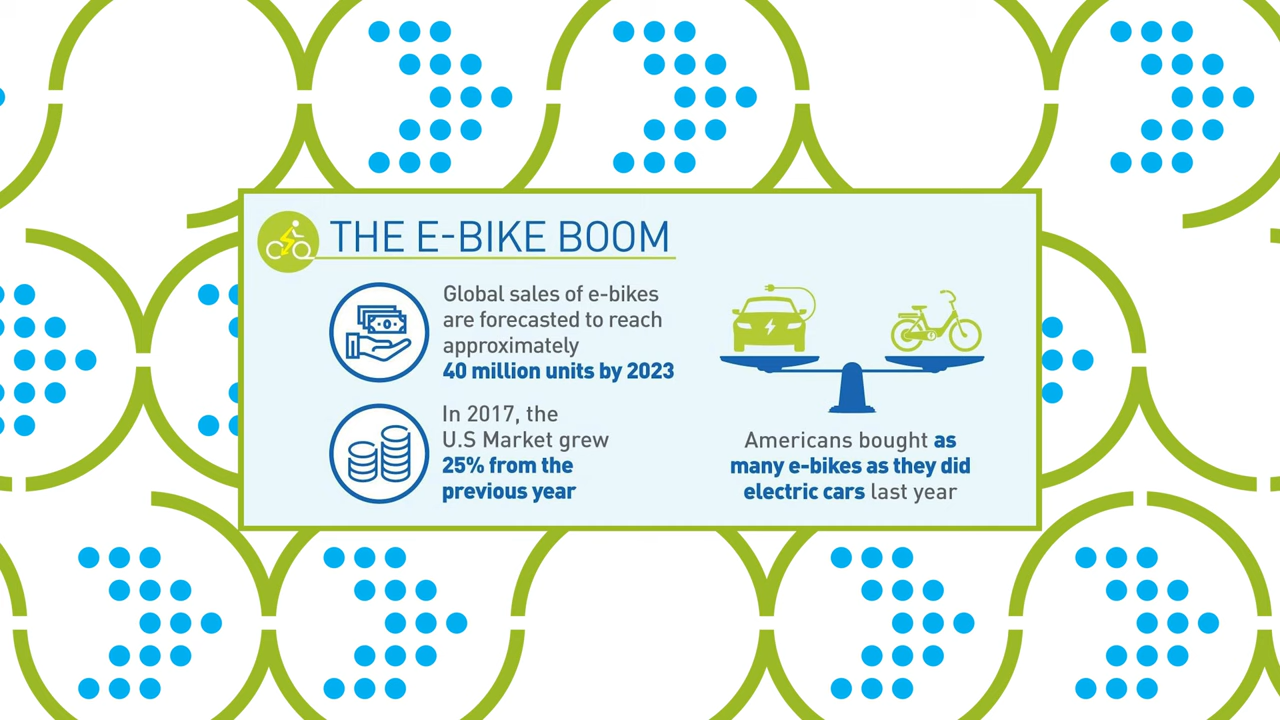 THE E-BIKE BOOM
Global sales of e-bikes
are forecasted to reach
approximately
40 million units by 2023
In 2017, the
U.S Market grew
25% from the
previous year
Americans bought as
many e-bikes as they did
electric cars last year